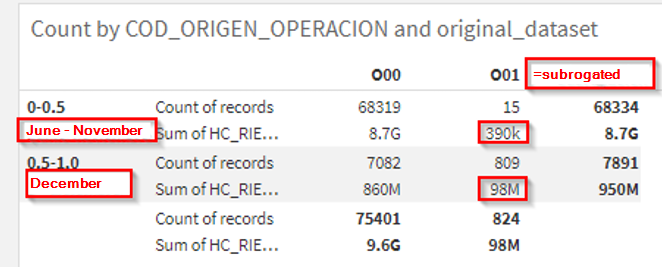 Count by COD_ORIGEN_OPERACION and original_dataset
O00 O01 =subrogated
0-0.5 Count of records 68319 15 68334
June - November Sum of HC_RIE... 8.7G 390k 8.7G
0.5-1.0 Count of records 7082 809 7891
December Sum of HC_RIE... 860M 98M 950M
Count of records 75401 824
Sum of HC_RIE... 9.6G 98M